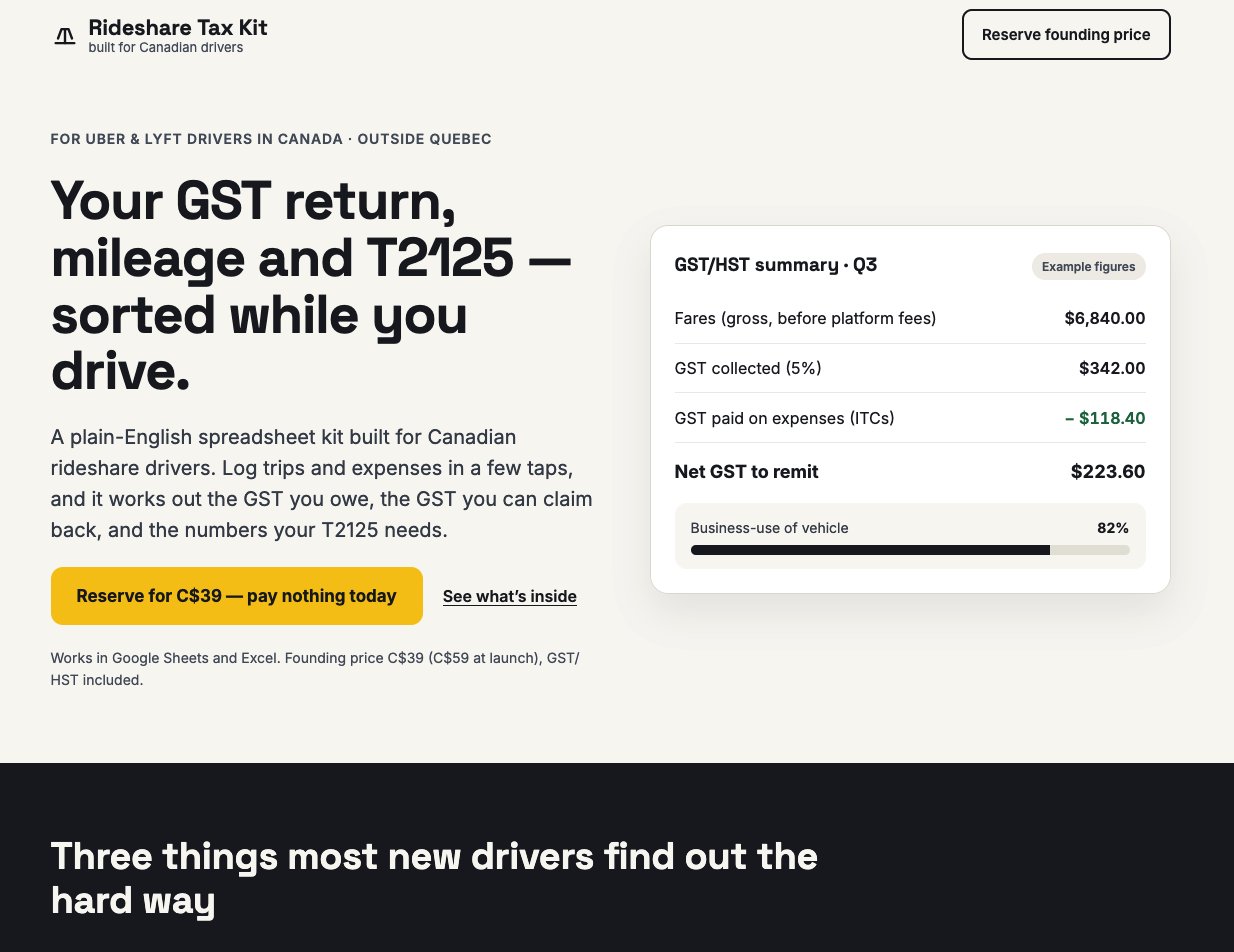 Rideshare Tax Kit
built for Canadian drivers
Reserve founding price
FOR UBER & LYFT DRIVERS IN CANADA · OUTSIDE QUEBEC
Your GST return,
mileage and T2125 —
sorted while you
drive.
A plain-English spreadsheet kit built for Canadian
rideshare drivers. Log trips and expenses in a few taps,
and it works out the GST you owe, the GST you can claim
back, and the numbers your T2125 needs.
Reserve for C$39 — pay nothing today
See what’s inside
Works in Google Sheets and Excel. Founding price C$39 (C$59 at launch), GST/
HST included.
GST/HST summary · Q3
Example figures
Fares (gross, before platform fees) $6,840.00
GST collected (5%) $342.00
GST paid on expenses (ITCs) – $118.40
Net GST to remit $223.60
Business-use of vehicle 82%
Three things most new drivers find out the
hard way